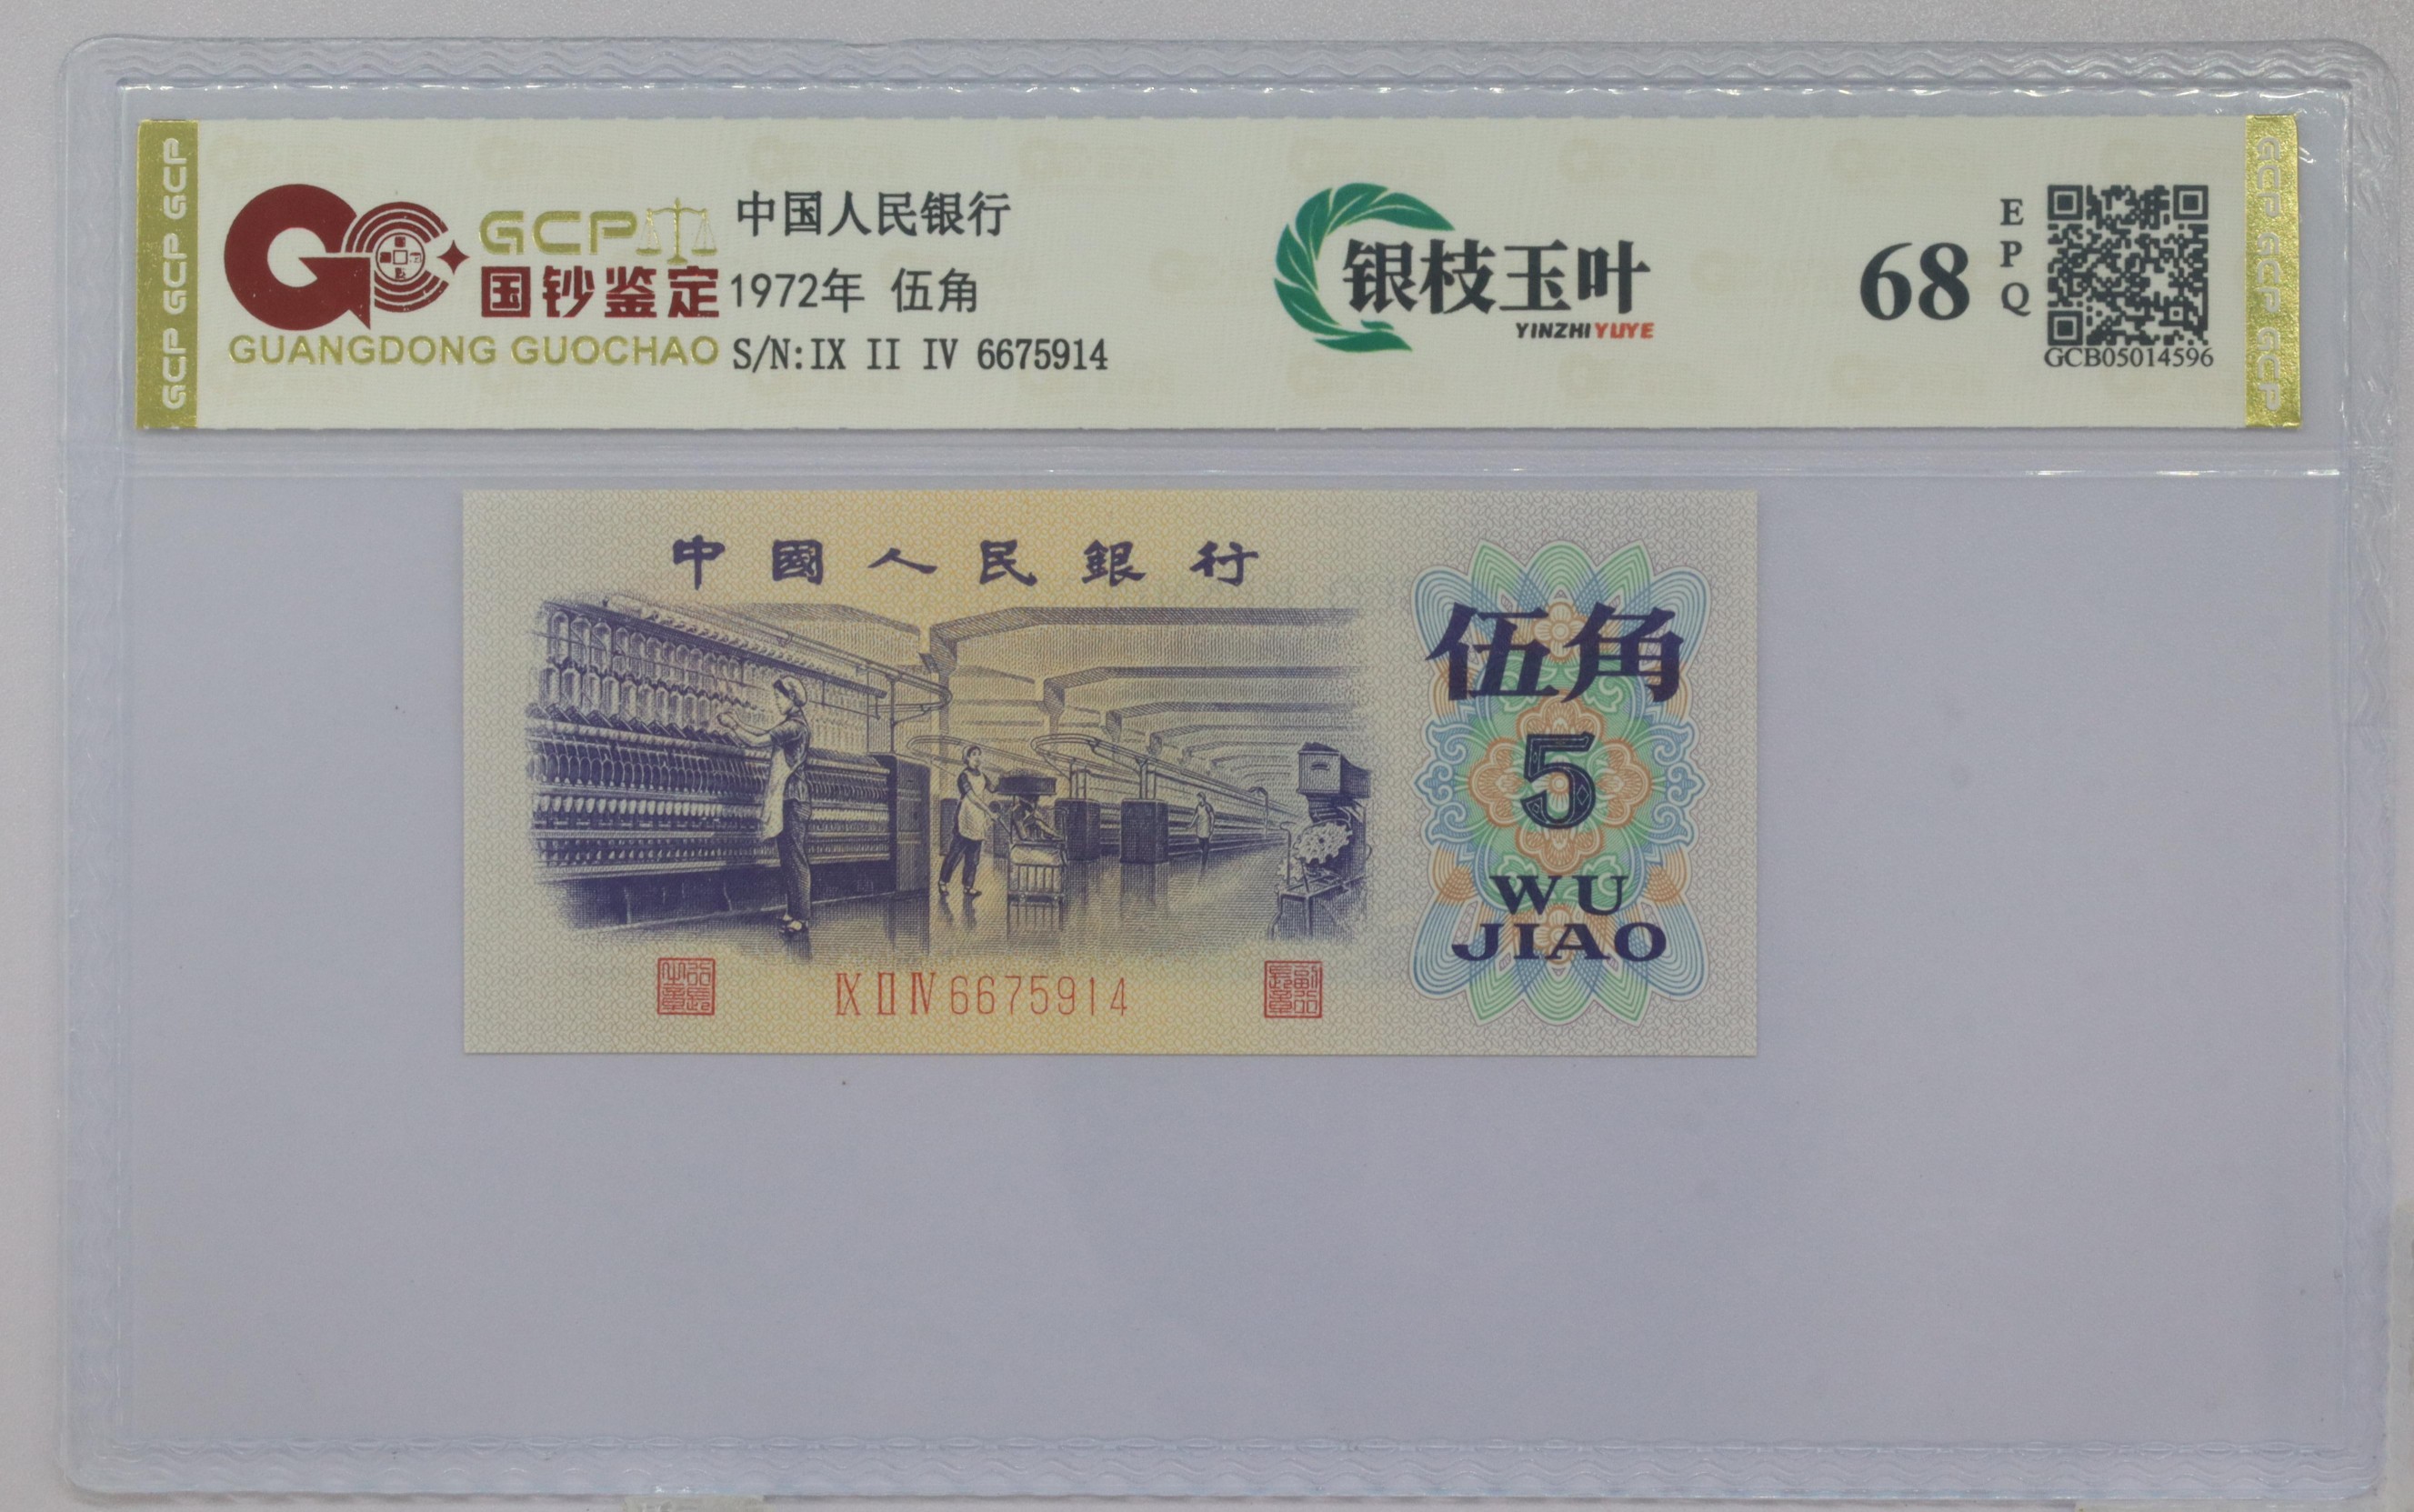 GCP GCP GCP
GCP
国钞鉴定
GUANGDONG GUOCHAO
中国人民银行
1972年 伍角
S/N:IX II IV 6675914
银枝玉叶
YINZHIYUYE
68
EPQ
GCB05014596
GCP GCP GCP
中國人民銀行
伍角
5
WU
JIAO
IX II IV 6675914